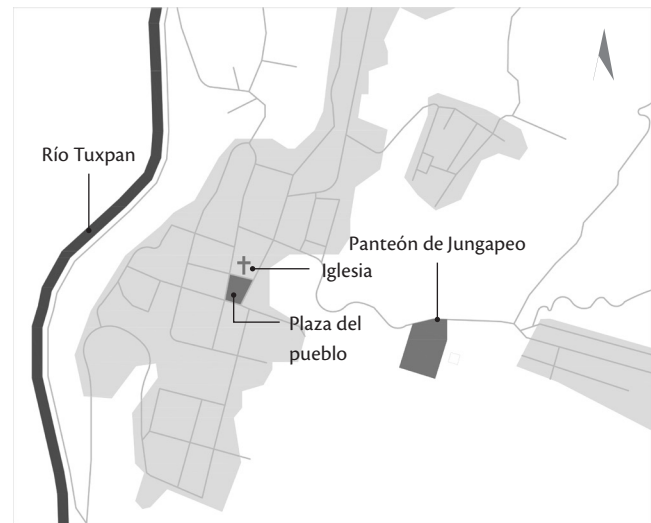 Río Tuxpan
Panteón de Jungapeo
Iglesia
Plaza del
pueblo